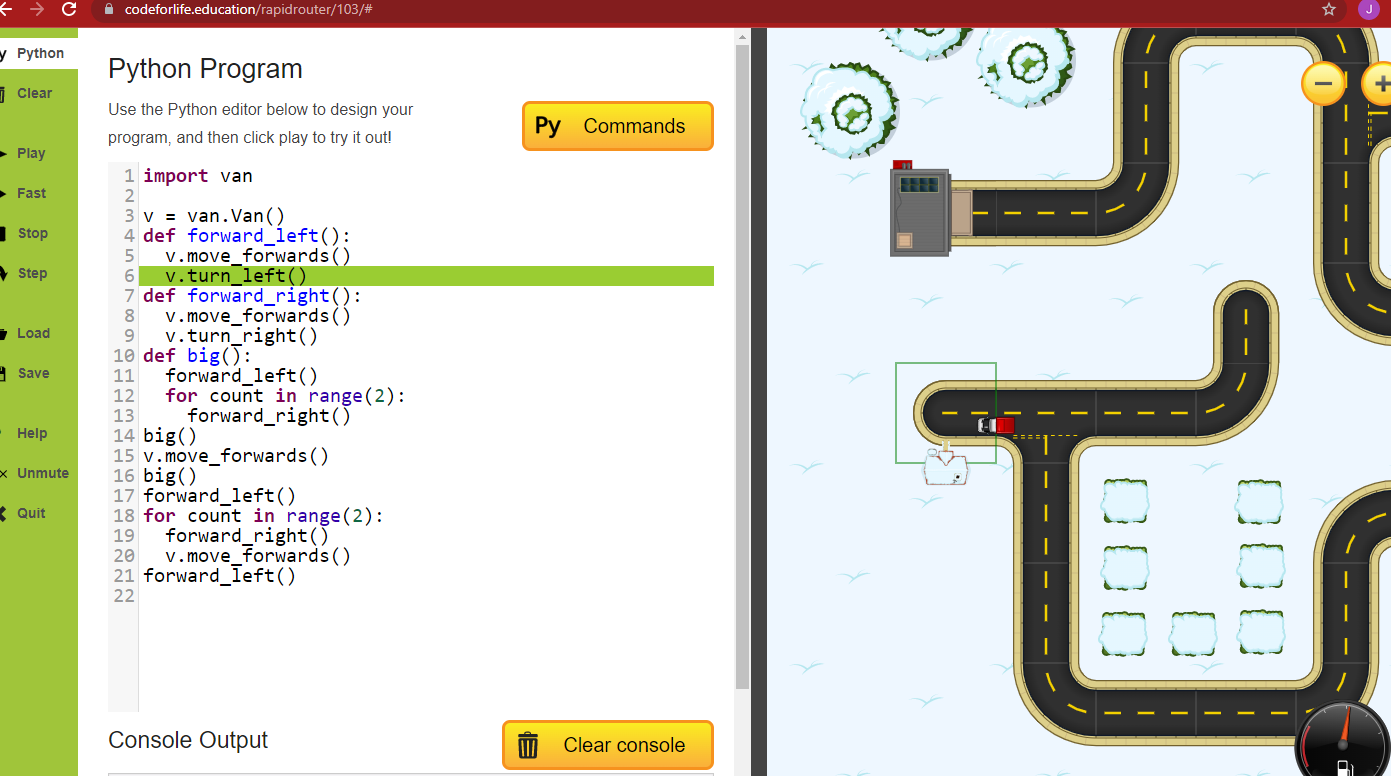 codeforlife.education/rapidrouter/103/#
J
Python
Clear
Play
Fast
Stop
Step
Load
Save
Help
Unmute
Quit
Python Program
Use the Python editor below to design your
program, and then click play to try it out!
Py Commands
1 import van
2
3 v = van.Van()
4 def forward_left():
5   v.move_forwards()
6   v.turn_left()
7 def forward_right():
8   v.move_forwards()
9   v.turn_right()
10 def big():
11   forward_left()
12   for count in range(2):
13     forward_right()
14 big()
15 v.move_forwards()
16 big()
17 forward_left()
18 for count in range(2):
19   forward_right()
20   v.move_forwards()
21 forward_left()
22
Console Output
Clear console